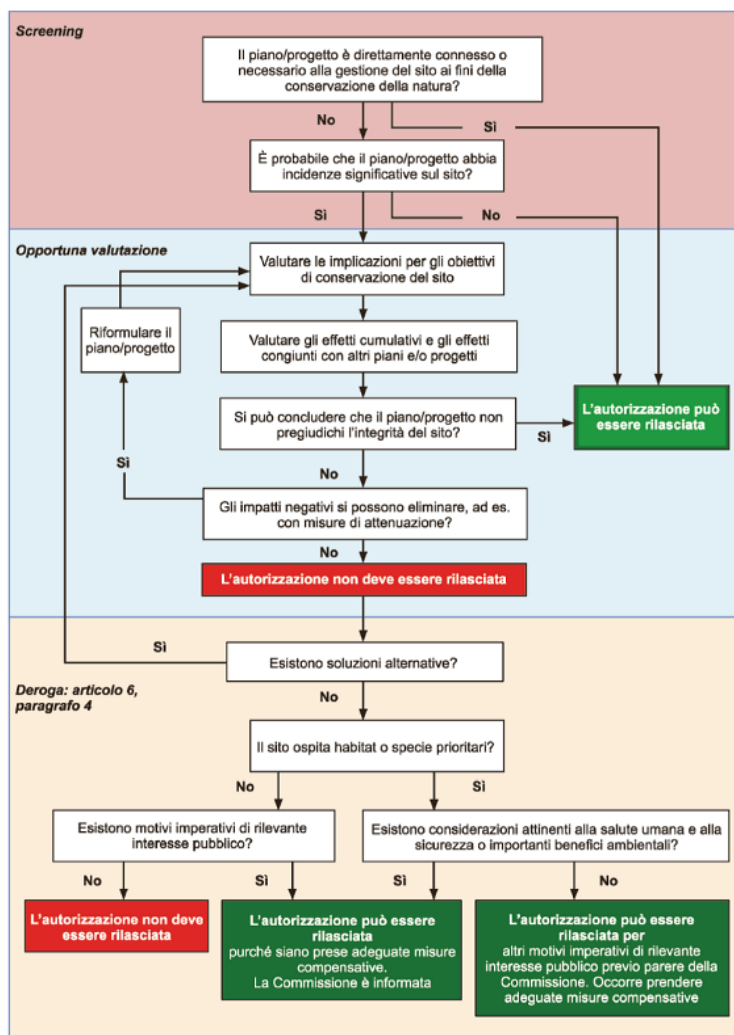 Screening
Il piano/progetto è direttamente connesso o
necessario alla gestione del sito ai fini della
conservazione della natura?
No
Sì
È probabile che il piano/progetto abbia
incidenze significative sul sito?
Sì
No
Opportuna valutazione
Valutare le implicazioni per gli obiettivi
di conservazione del sito
Riformulare il
piano/progetto
Valutare gli effetti cumulativi e gli effetti
congiunti con altri piani e/o progetti
Si può concludere che il piano/progetto non
pregiudichi l'integrità del sito?
Sì
L'autorizzazione può
essere rilasciata
Sì
No
Gli impatti negativi si possono eliminare, ad es.
con misure di attenuazione?
No
L'autorizzazione non deve essere rilasciata
Sì
Esistono soluzioni alternative?
Deroga: articolo 6,
paragrafo 4
No
Il sito ospita habitat o specie prioritari?
No
Sì
Esistono motivi imperativi di rilevante
interesse pubblico?
Esistono considerazioni attinenti alla salute umana e alla
sicurezza o importanti benefici ambientali?
No
Sì
Sì
No
L'autorizzazione non deve
essere rilasciata
L'autorizzazione può essere
rilasciata
purché siano prese adeguate misure
compensative.
La Commissione è informata
L'autorizzazione può essere
rilasciata per
altri motivi imperativi di rilevante
interesse pubblico previo parere della
Commissione. Occorre prendere
adeguate misure compensative